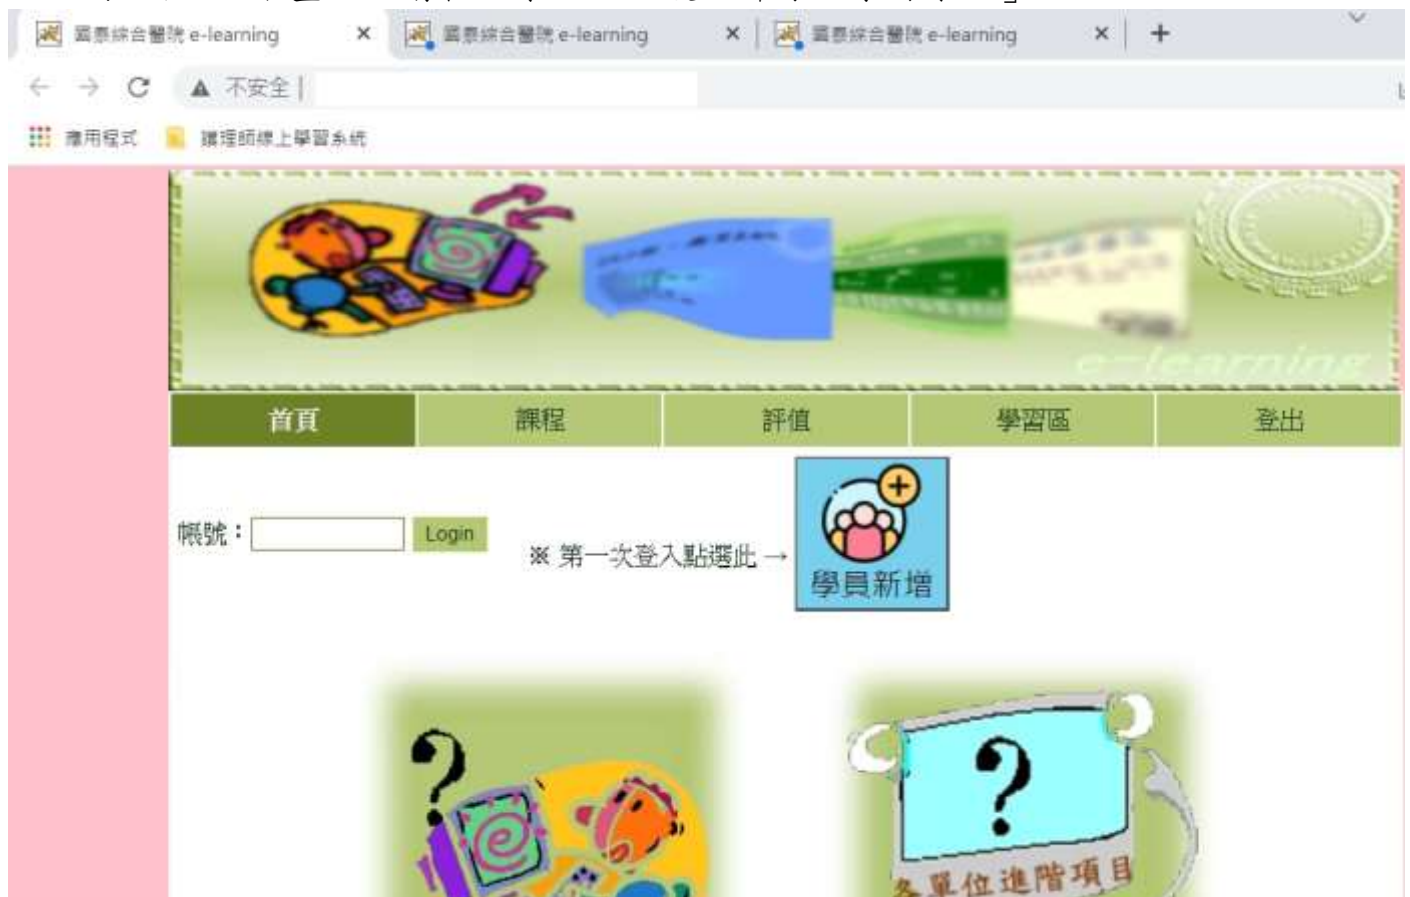 國泰綜合醫院 e-learning
國泰綜合醫院 e-learning
國泰綜合醫院 e-learning
不安全
應用程式 護理師線上學習系統
e-learning
首頁 課程 評值 學習區 登出
帳號： Login ※ 第一次登入點選此 →
學員新增
?
?
各單位進階項目